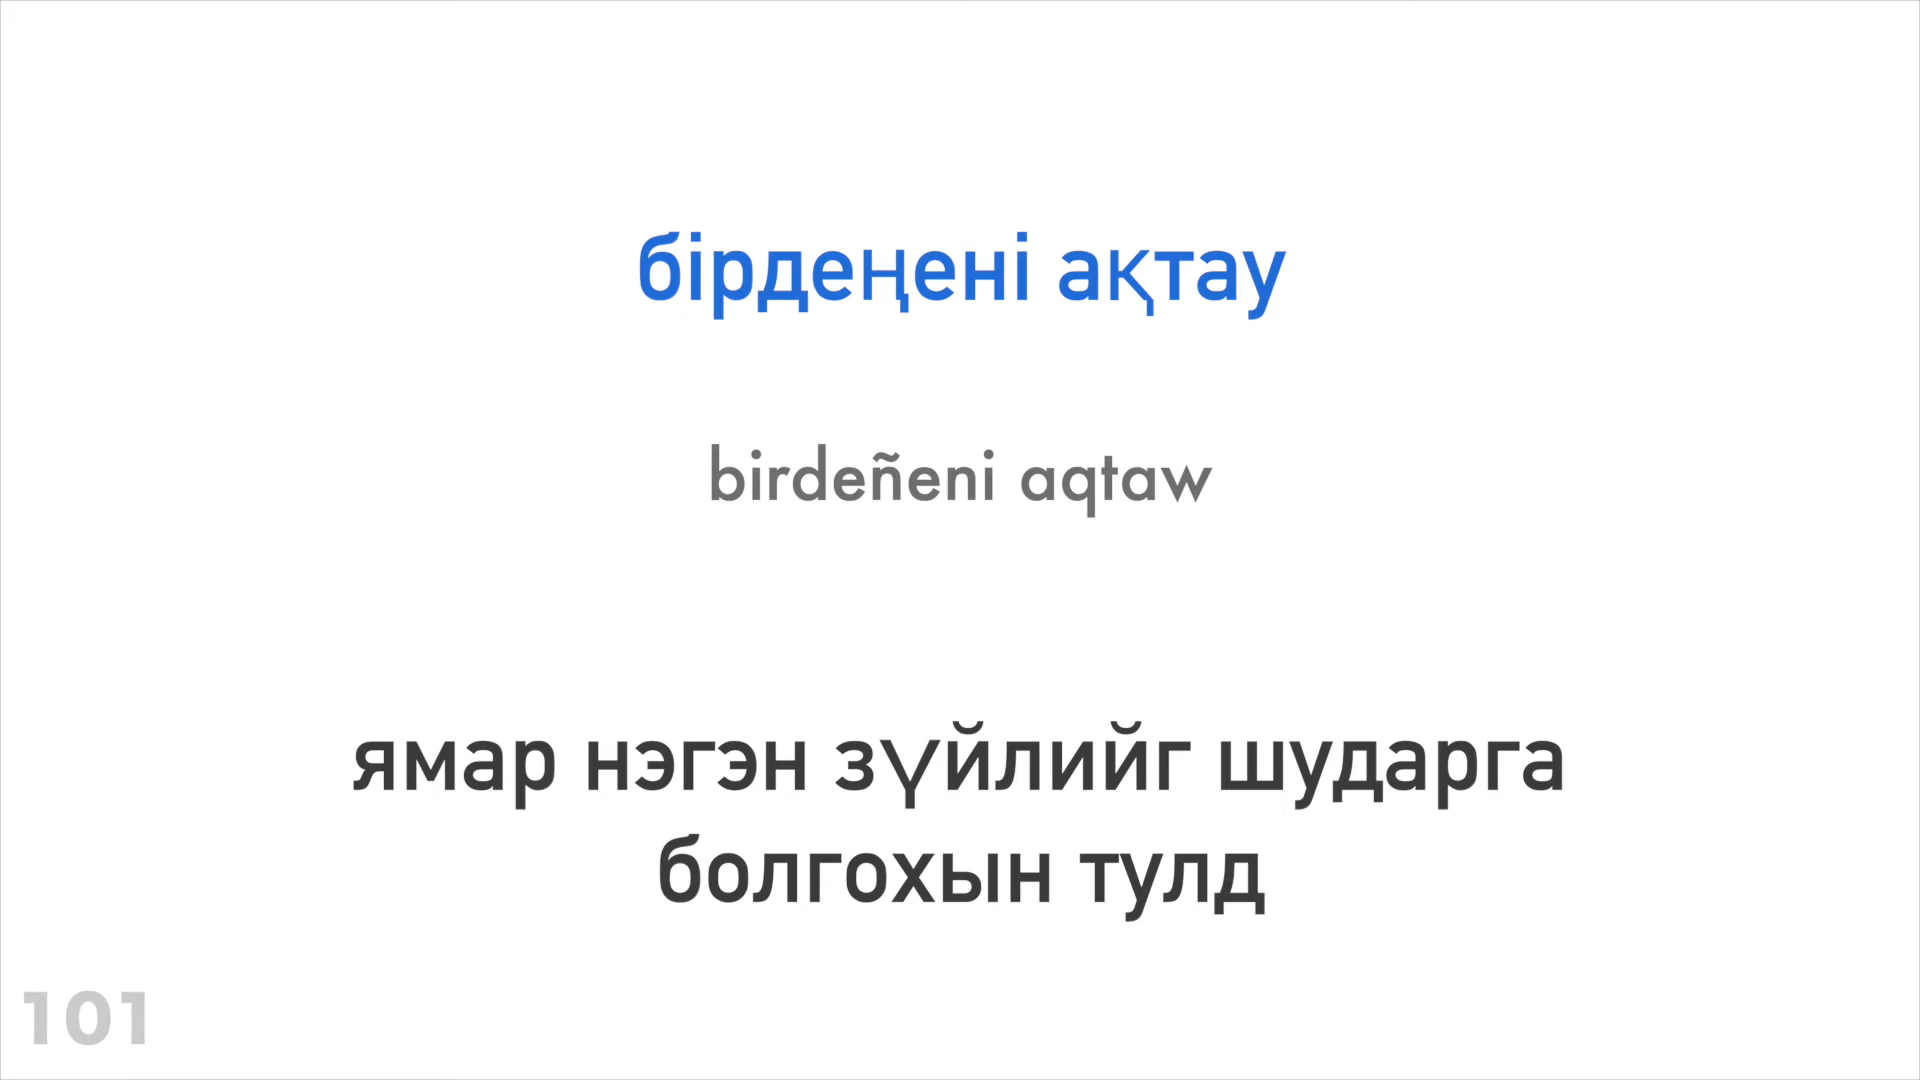 бірдеңені ақтау
birdeñeni aqtaw
ямар нэгэн зүйлийг шударга
болгохын тулд
101